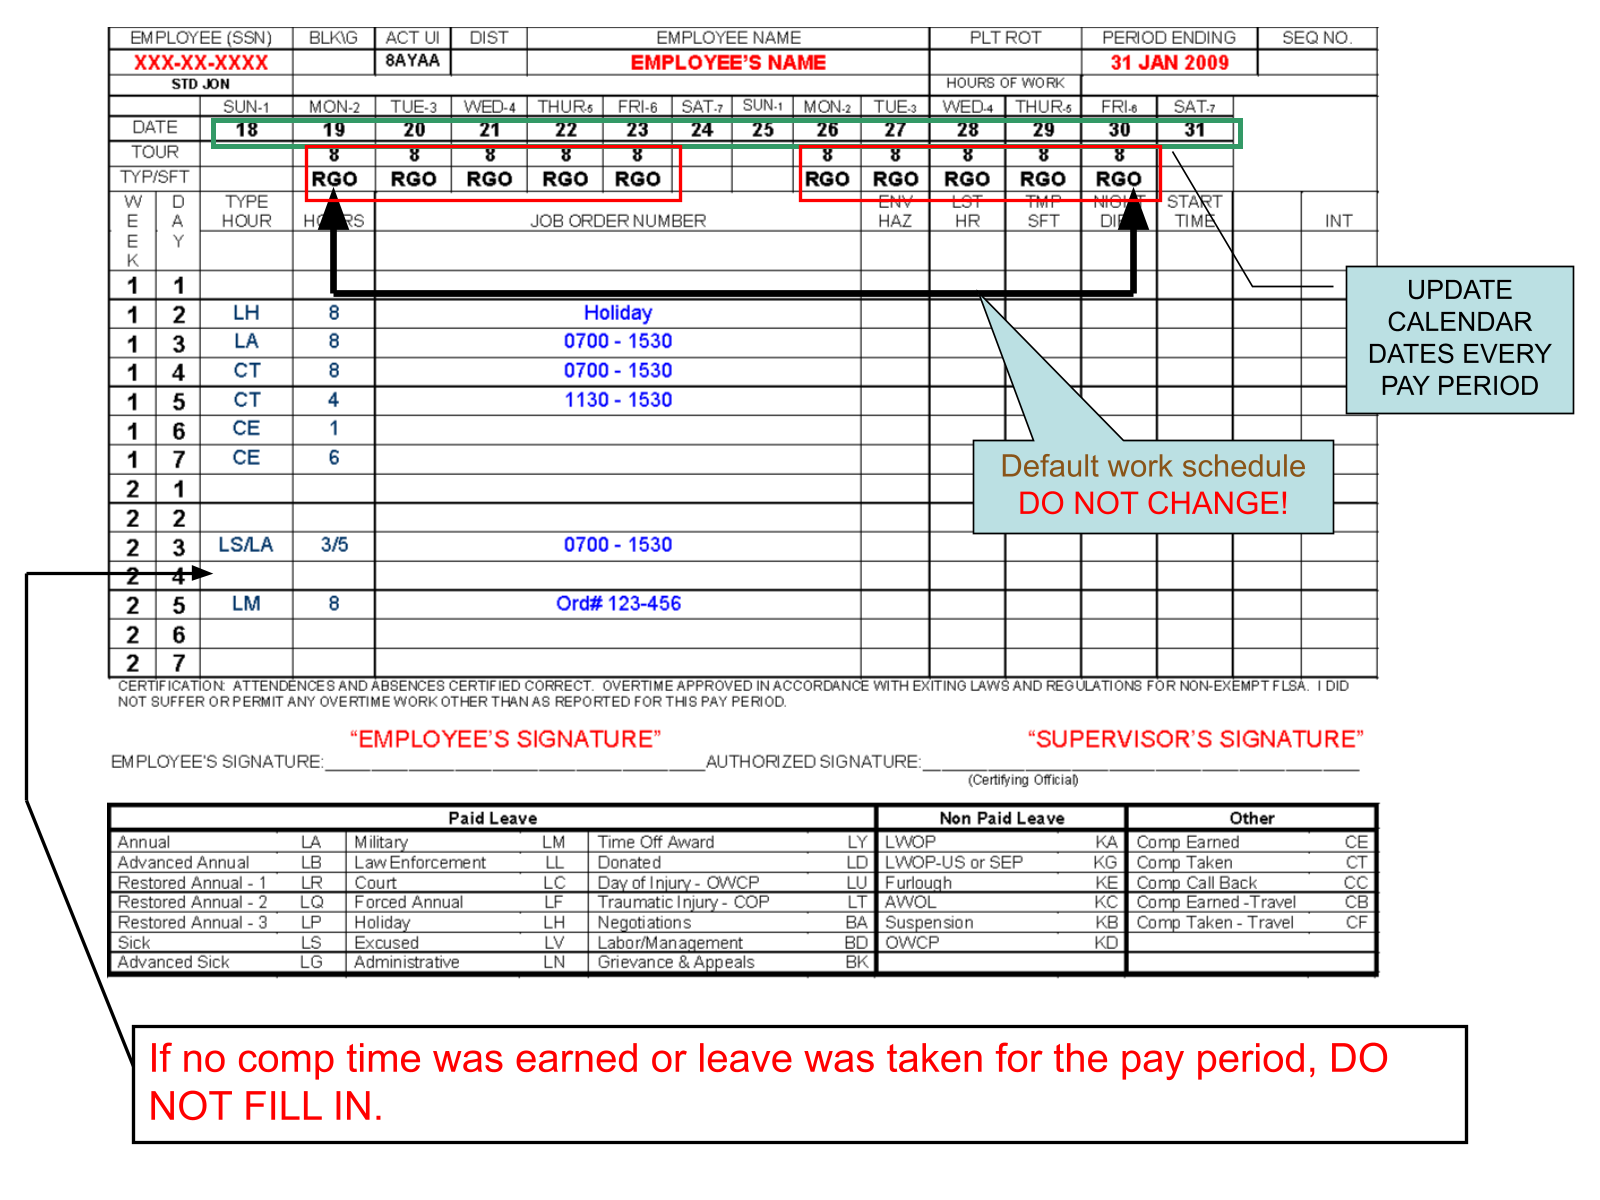 EMPLOYEE (SSN) BLK\G ACT UI DIST EMPLOYEE NAME PLT ROT PERIOD ENDING SEQ NO.
XXX-XX-XXXX 8AYAA EMPLOYEE'S NAME 31 JAN 2009
STD JON HOURS OF WORK
SUN-1 MON-2 TUE-3 WED-4 THUR-5 FRI-6 SAT-7 SUN-1 MON-2 TUE-3 WED-4 THUR-5 FRI-6 SAT-7
DATE 18 19 20 21 22 23 24 25 26 27 28 29 30 31
TOUR 8 8 8 8 8 8 8 8 8 8
TYP/SFT RGO RGO RGO RGO RGO RGO RGO RGO RGO RGO
WEEK DAY TYPE HOUR HOURS JOB ORDER NUMBER ENV HAZ LST HR TMP SFT NIGHT DIF START TIME INT
1 1
1 2 LH 8 Holiday
1 3 LA 8 0700 - 1530
1 4 CT 8 0700 - 1530
1 5 CT 4 1130 - 1530
1 6 CE 1
1 7 CE 6
2 1
2 2
2 3 LS/LA 3/5 0700 - 1530
2 4
2 5 LM 8 Ord# 123-456
2 6
2 7
UPDATE
CALENDAR
DATES EVERY
PAY PERIOD
Default work schedule
DO NOT CHANGE!
CERTIFICATION: ATTENDENCES AND ABSENCES CERTIFIED CORRECT. OVERTIME APPROVED IN ACCORDANCE WITH EXITING LAWS AND REGULATIONS FOR NON-EXEMPT FLSA. I DID
NOT SUFFER OR PERMIT ANY OVERTIME WORK OTHER THAN AS REPORTED FOR THIS PAY PERIOD.
“EMPLOYEE’S SIGNATURE” “SUPERVISOR’S SIGNATURE”
EMPLOYEE'S SIGNATURE: AUTHORIZED SIGNATURE:
(Certifying Official)
Paid Leave Non Paid Leave Other
Annual LA Military LM Time Off Award LY LWOP KA Comp Earned CE
Advanced Annual LB Law Enforcement LL Donated LD LWOP-US or SEP KG Comp Taken CT
Restored Annual - 1 LR Court LC Day of Injury - OWCP LU Furlough KE Comp Call Back CC
Restored Annual - 2 LQ Forced Annual LF Traumatic Injury - COP LT AWOL KC Comp Earned -Travel CB
Restored Annual - 3 LP Holiday LH Negotiations BA Suspension KB Comp Taken - Travel CF
Sick LS Excused LV Labor/Management BD OWCP KD
Advanced Sick LG Administrative LN Grievance & Appeals BK
If no comp time was earned or leave was taken for the pay period, DO
NOT FILL IN.